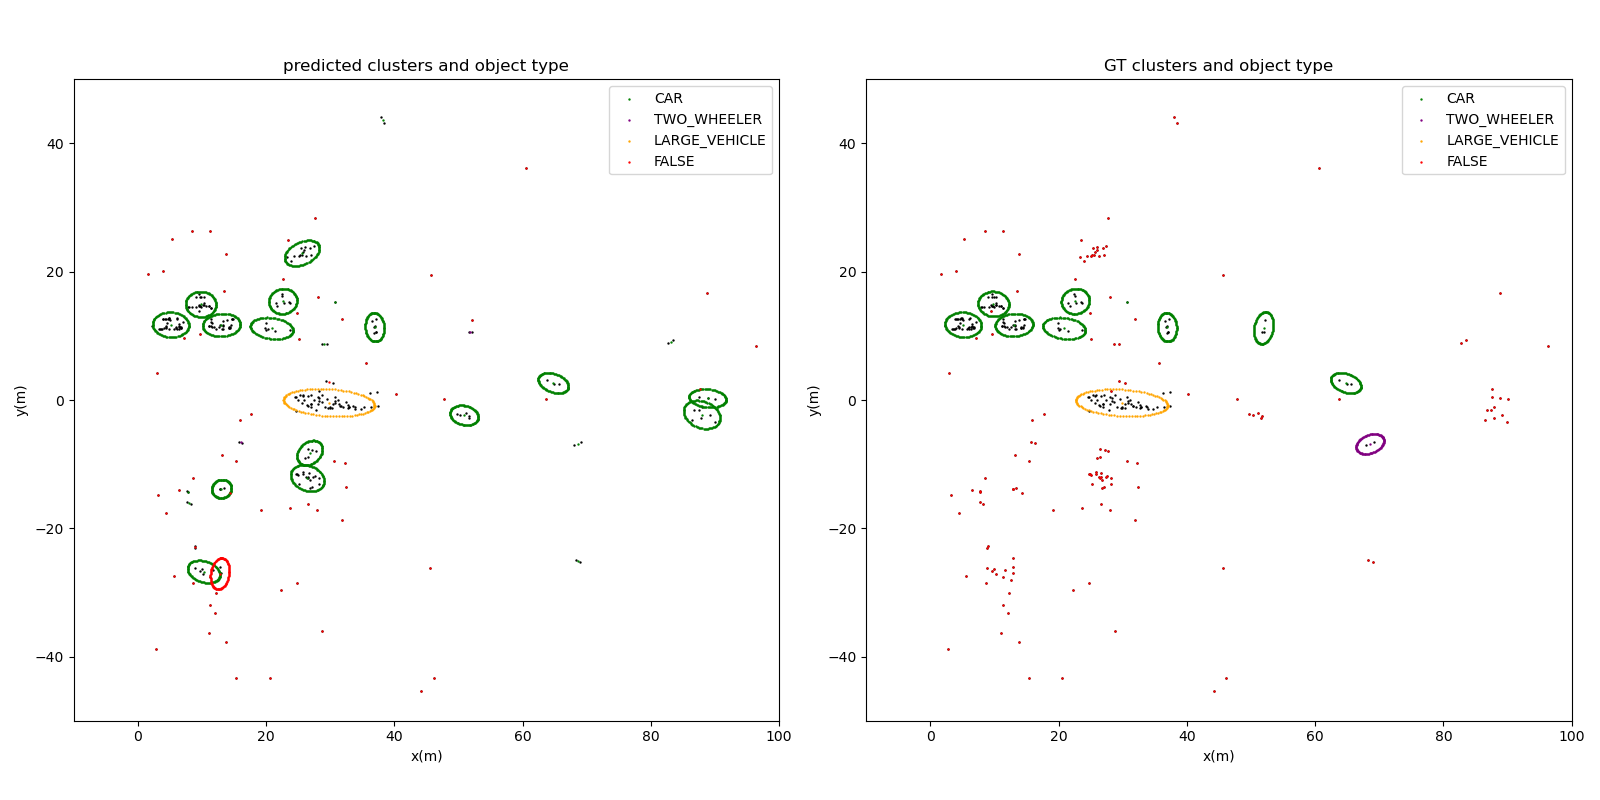 predicted clusters and object type
CAR
TWO_WHEELER
LARGE_VEHICLE
FALSE
40
20
0
−20
−40
y(m)
0
20
40
60
80
100
x(m)
GT clusters and object type
CAR
TWO_WHEELER
LARGE_VEHICLE
FALSE
40
20
0
−20
−40
y(m)
0
20
40
60
80
100
x(m)